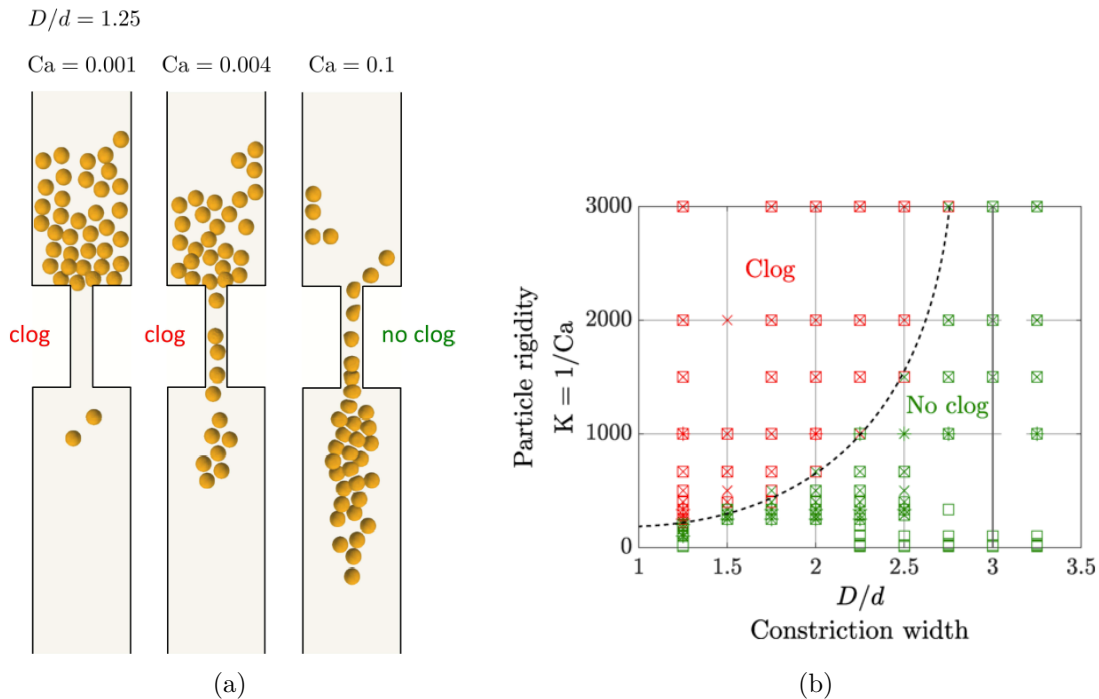 D/d = 1.25
Ca = 0.001 Ca = 0.004 Ca = 0.1
clog clog no clog
(a)
Particle rigidity
K = 1/Ca
3000
2000
1000
0
Clog
No clog
1 1.5 2 2.5 3 3.5
D/d
Constriction width
(b)